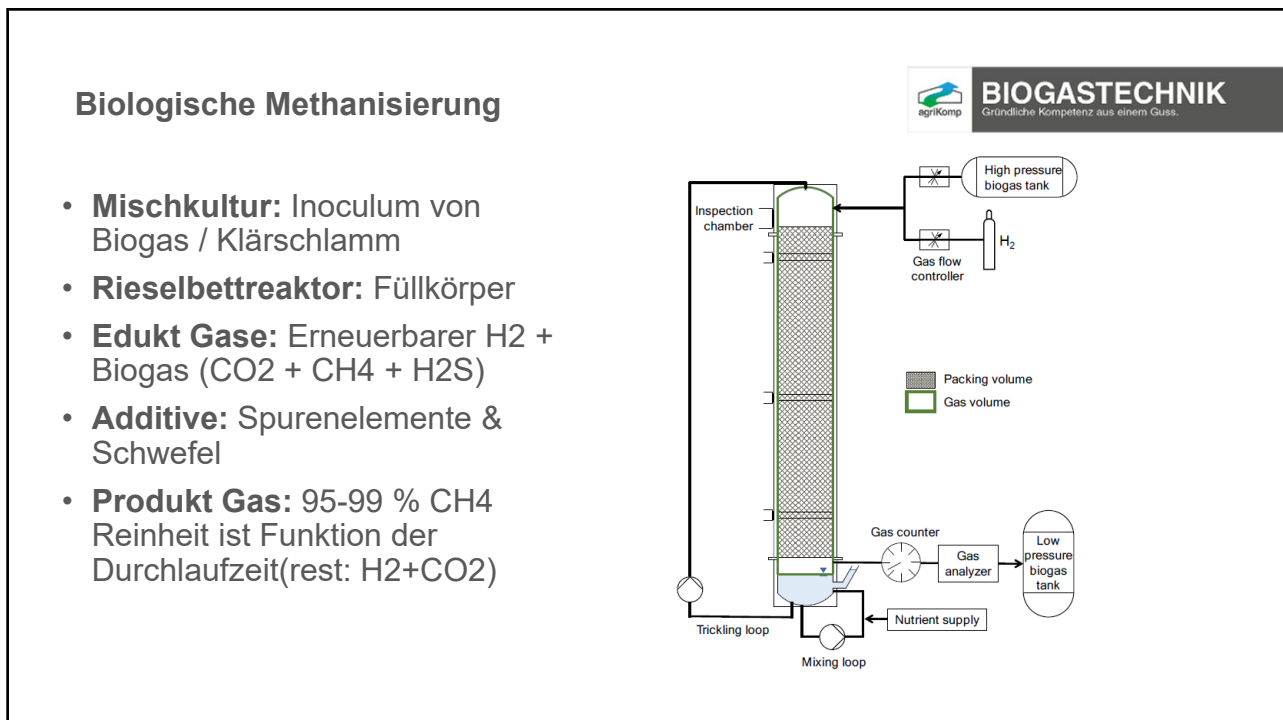 Biologische Methanisierung
agriKomp
BIOGASTECHNIK
Gründliche Kompetenz aus einem Guss.
• Mischkultur: Inoculum von
Biogas / Klärschlamm
• Rieselbettreaktor: Füllkörper
• Edukt Gase: Erneuerbarer H2 +
Biogas (CO2 + CH4 + H2S)
• Additive: Spurenelemente &
Schwefel
• Produkt Gas: 95-99 % CH4
Reinheit ist Funktion der
Durchlaufzeit(rest: H2+CO2)
High pressure
biogas tank
Inspection
chamber
H2
Gas flow
controller
Packing volume
Gas volume
Gas counter
Gas
analyzer
Low
pressure
biogas
tank
Nutrient supply
Trickling loop
Mixing loop